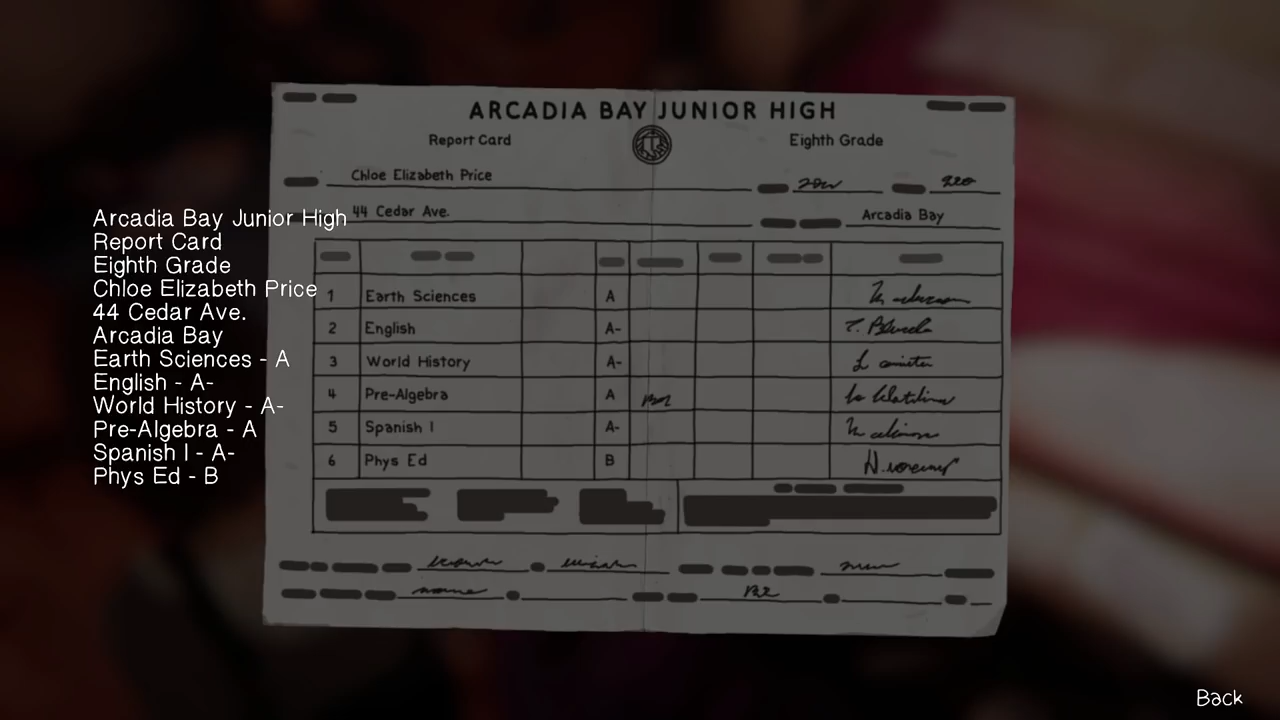 ARCADIA BAY JUNIOR HIGH
Report Card
Eighth Grade
Chloe Elizabeth Price
44 Cedar Ave.
Arcadia Bay
1 Earth Sciences A
2 English A-
3 World History A-
4 Pre-Algebra A
5 Spanish I A-
6 Phys Ed B
Arcadia Bay Junior High
Report Card
Eighth Grade
Chloe Elizabeth Price
44 Cedar Ave.
Arcadia Bay
Earth Sciences - A
English - A-
World History - A-
Pre-Algebra - A
Spanish I - A-
Phys Ed - B
Back